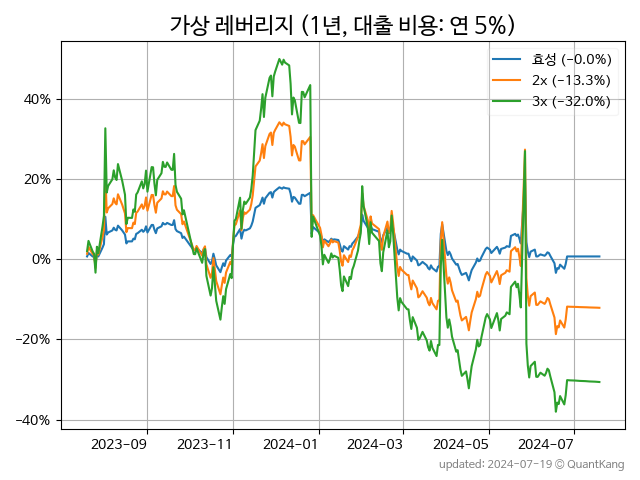 가상 레버리지 (1년, 대출 비용: 연 5%)
효성 (-0.0%)
2x (-13.3%)
3x (-32.0%)
40%
20%
0%
-20%
-40%
2023-09 2023-11 2024-01 2024-03 2024-05 2024-07
updated: 2024-07-19 © QuantKang